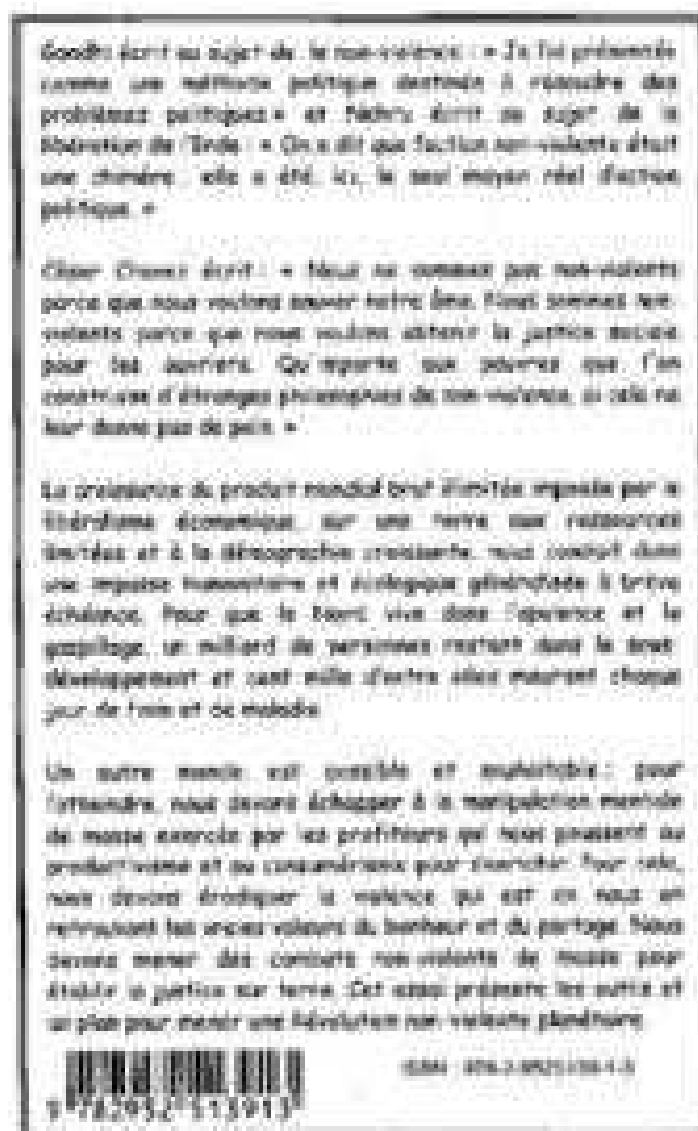 Gandhi écrit au sujet de la non-violence : « Je l'ai présentée
comme une méthode politique destinée à résoudre des
problèmes politiques » et Nehru écrit au sujet de la
libération de l'Inde : « On a dit que l'action non-violente était
une chimère ; elle a été, ici, le seul moyen réel d'action
politique. »
César Chavez écrit : « Nous ne sommes pas non-violents
parce que nous voulons sauver notre âme. Nous sommes non-
violents parce que nous voulons obtenir la justice sociale
pour les ouvriers. Qu'importe aux pauvres que l'on
construise d'étranges philosophies de non-violence, si cela ne
leur donne pas de pain. »
La croissance du produit mondial brut illimitée imposée par le
libéralisme économique, sur une terre aux ressources
limitées et à la démographie croissante, nous conduit dans
une impasse humanitaire et écologique généralisée à brève
échéance. Pour que le Nord vive dans l'opulence et le
gaspillage, un milliard de personnes restent dans le sous-
développement et cent mille d'entre elles meurent chaque
jour de faim et de maladie.
Un autre monde est possible et souhaitable ; pour
l'atteindre, nous devons échapper à la manipulation mentale
de masse exercée par les profiteurs qui nous poussent au
productivisme et au consumérisme pour s'enrichir. Pour cela,
nous devons éradiquer la violence qui est en nous en
retrouvant les vraies valeurs du bonheur et du partage. Nous
devons mener des combats non-violents de masse pour
établir la justice sur terre. Cet essai présente les outils et
un plan pour mener une Révolution non-violente planétaire.
ISBN : 978-2-9525139-1-3
9 782952 513913